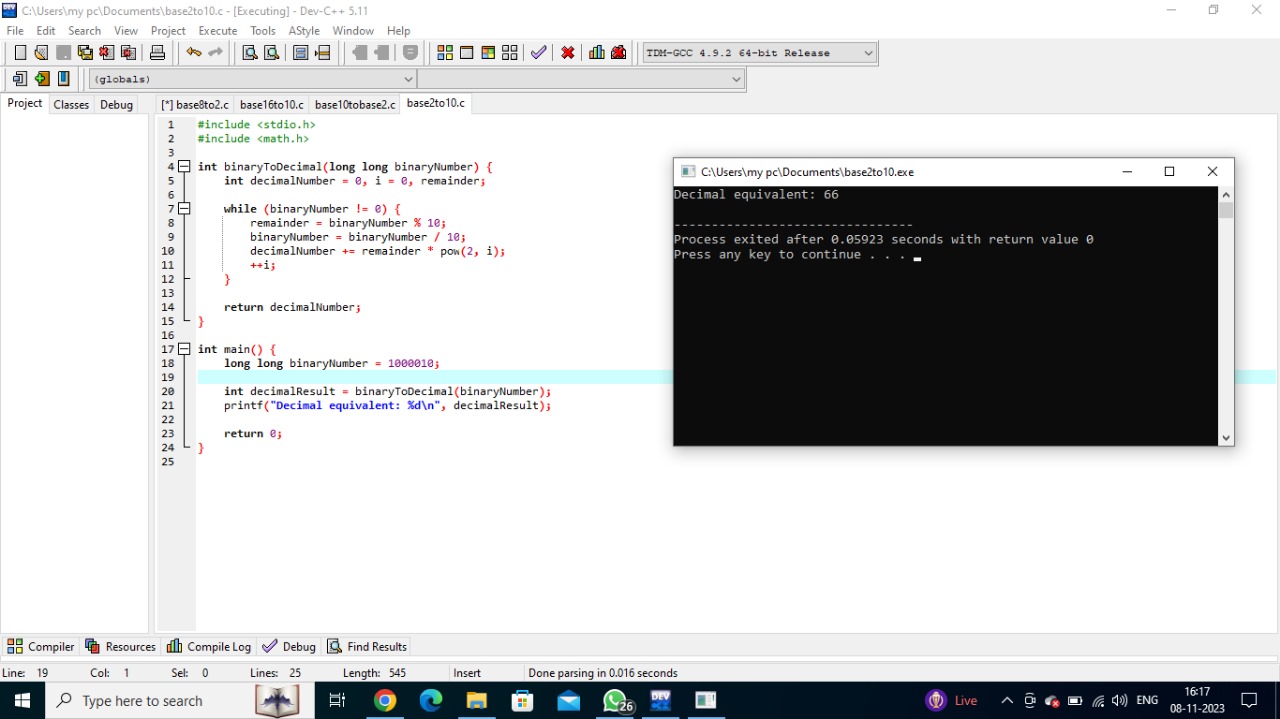 C:\Users\my pc\Documents\base2to10.c - [Executing] - Dev-C++ 5.11
File Edit Search View Project Execute Tools AStyle Window Help
TDM-GCC 4.9.2 64-bit Release
(globals)
Project Classes Debug [*] base8to2.c base16to10.c base10tobase2.c base2to10.c
1 #include <stdio.h>
2 #include <math.h>
3
4 int binaryToDecimal(long long binaryNumber) {
5 int decimalNumber = 0, i = 0, remainder;
6
7 while (binaryNumber != 0) {
8 remainder = binaryNumber % 10;
9 binaryNumber = binaryNumber / 10;
10 decimalNumber += remainder * pow(2, i);
11 ++i;
12 }
13
14 return decimalNumber;
15 }
16
17 int main() {
18 long long binaryNumber = 1000010;
19
20 int decimalResult = binaryToDecimal(binaryNumber);
21 printf("Decimal equivalent: %d\n", decimalResult);
22
23 return 0;
24 }
25
C:\Users\my pc\Documents\base2to10.exe
Decimal equivalent: 66
--------------------------------
Process exited after 0.05923 seconds with return value 0
Press any key to continue . . .
Compiler Resources Compile Log Debug Find Results
Line: 19 Col: 1 Sel: 0 Lines: 25 Length: 545 Insert Done parsing in 0.016 seconds
Type here to search 26 DEV Live ENG 16:17
08-11-2023